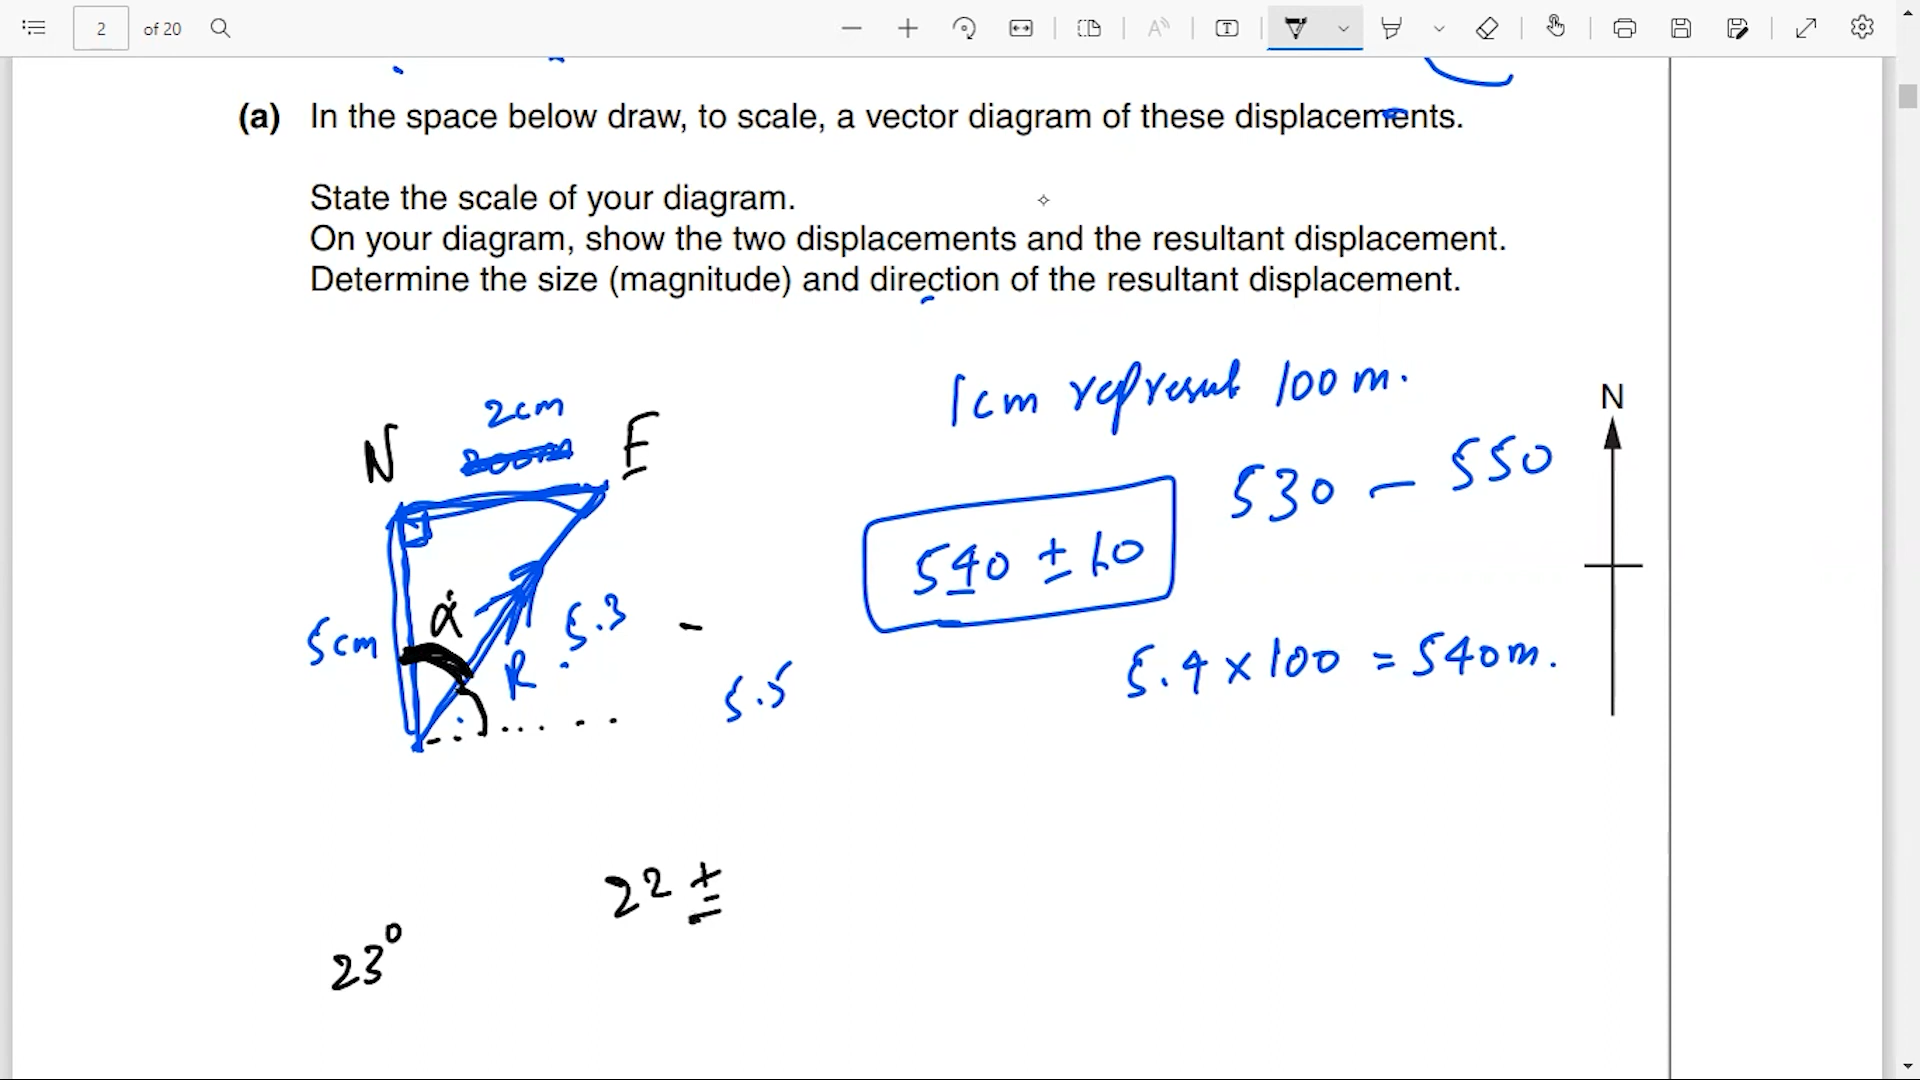 2 of 20
(a) In the space below draw, to scale, a vector diagram of these displacements.
State the scale of your diagram.
On your diagram, show the two displacements and the resultant displacement.
Determine the size (magnitude) and direction of the resultant displacement.
1cm represent 100 m.
N
2cm
N
E
530 - 550
540 ± 10
α
5cm
R
5.3 -
5.5
5.4 × 100 = 540m.
22 ±
23°